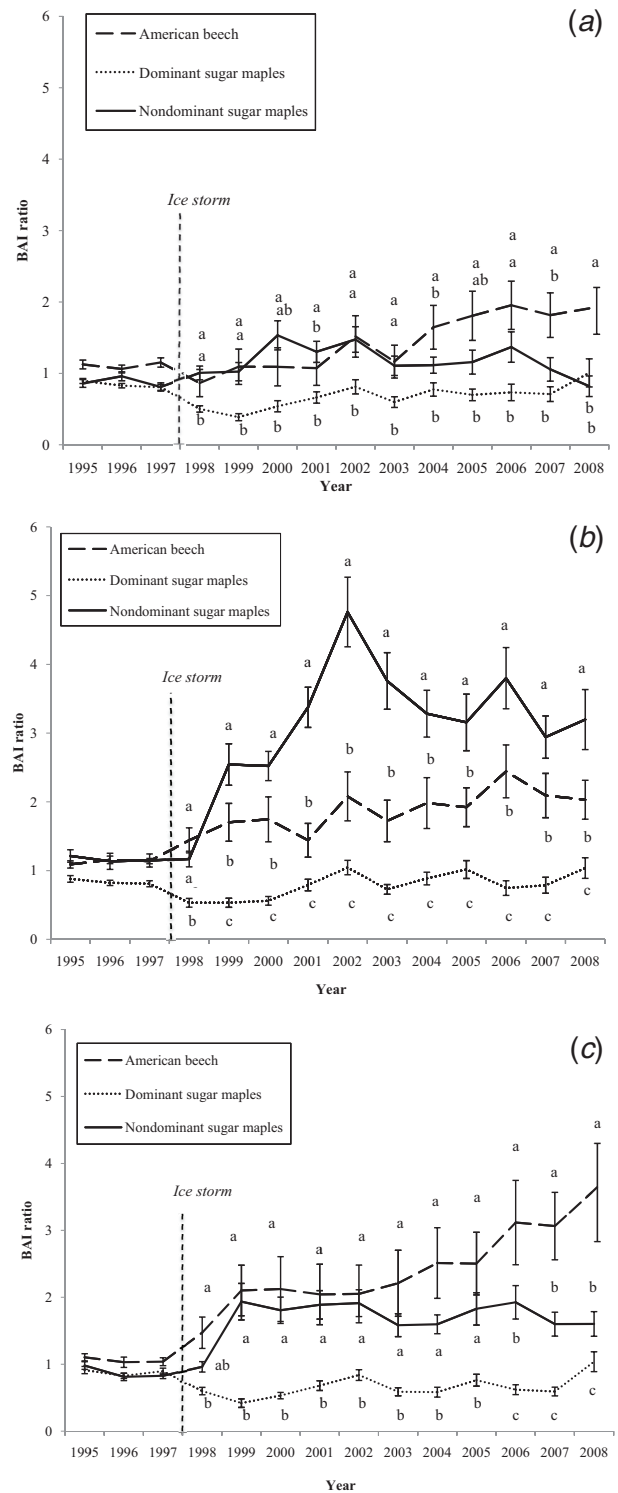 6
(a)
American beech
5
Dominant sugar maples
Nondominant sugar maples
4
Ice storm
3
BAI ratio
a a a
a a a a a
a a ab b ab a b
2
a a b a a
1
b b b b b b b b b b b
0
1995 1996 1997 1998 1999 2000 2001 2002 2003 2004 2005 2006 2007 2008
Year
6
(b)
American beech
Dominant sugar maples
5
Nondominant sugar maples
a
4
Ice storm
a a a a a a a
BAI ratio
3
a a
b b b b
2
a b b b b
1
a b b
b c c c c c c c c c c
0
1995 1996 1997 1998 1999 2000 2001 2002 2003 2004 2005 2006 2007 2008
Year
6
(c)
American beech
5
Dominant sugar maples
Nondominant sugar maples
4
a
Ice storm
a a
BAI ratio
3
a a a a a a a
a
2
b b
a a a a a a a b
1
ab
b b b b b b b b c c c
0
1995 1996 1997 1998 1999 2000 2001 2002 2003 2004 2005 2006 2007 2008
Year